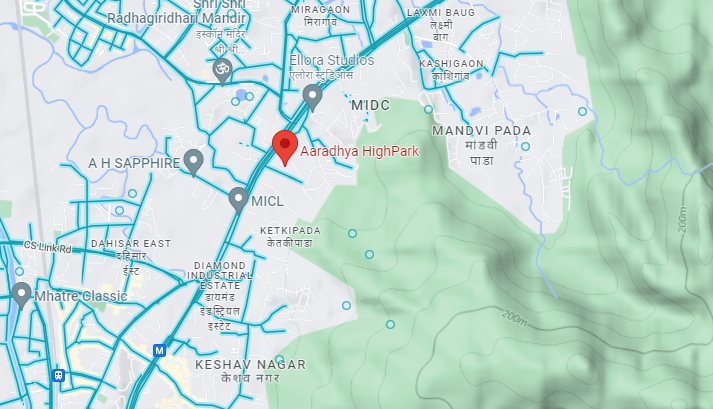 Shri Shri
Radhagiridhari Mandir
इस्कॉन मंदिर
श्री श्री...
MIRAGAON
मिरागांव
LAXMI BAUG
लक्ष्मी
बाग
Ellora Studios
एलोरा स्टुडिओस
KASHIGAON
काशिगाव
MIDC
MANDVI PADA
मांडवी
पाडा
Aaradhya HighPark
A H SAPPHIRE
MICL
KETKIPADA
केतकीपाडा
CS Link Rd
DAHISAR EAST
दहिसर
ईस्ट
DIAMOND
INDUSTRIAL
ESTATE
डायमंड
इंडस्ट्रियल
इस्टेट
Mhatre Classic
M
KESHAV NAGAR
केशव नगर
200m
200m